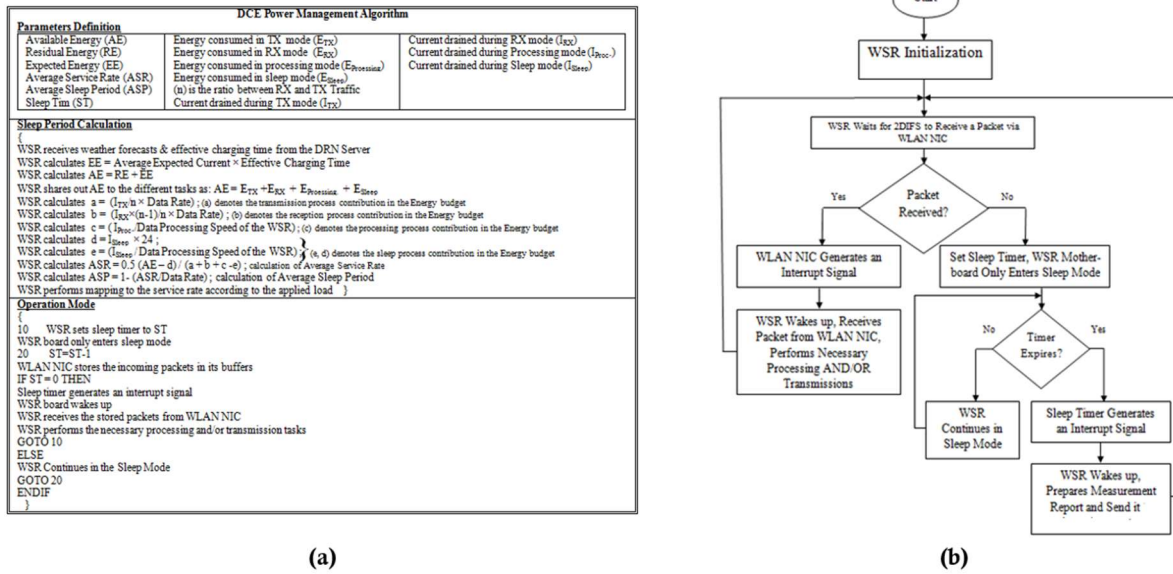 DCE Power Management Algorithm
Parameters Definition
Available Energy (AE)
Residual Energy (RE)
Expected Energy (EE)
Average Service Rate (ASR)
Average Sleep Period (ASP)
Sleep Tim (ST)
Energy consumed in TX mode (E_TX)
Energy consumed in RX mode (E_RX)
Energy consumed in processing mode (E_Processing)
Energy consumed in sleep mode (E_Sleep)
(n) is the ratio between RX and TX Traffic
Current drained during TX mode (I_TX)
Current drained during RX mode (I_RX)
Current drained during Processing mode (I_Proc.)
Current drained during Sleep mode (I_Sleep)
Sleep Period Calculation
{
WSR receives weather forecasts & effective charging time from the DRN Server
WSR calculates EE = Average Expected Current × Effective Charging Time
WSR calculates AE = RE + EE
WSR shares out AE to the different tasks as: AE = E_TX + E_RX + E_Processing + E_Sleep
WSR calculates a = (I_TX/n × Data Rate) ; (a) denotes the transmission process contribution in the Energy budget
WSR calculates b = (I_RX×(n-1)/n × Data Rate) ; (b) denotes the reception process contribution in the Energy budget
WSR calculates c = (I_Proc/Data Processing Speed of the WSR) ; (c) denotes the processing process contribution in the Energy budget
WSR calculates d = I_Sleep × 24 ;
WSR calculates e = (I_Sleep/Data Processing Speed of the WSR) ; } (e, d) denotes the sleep process contribution in the Energy budget
WSR calculates ASR = 0.5 (AE – d) / (a + b + c -e) ; calculation of Average Service Rate
WSR calculates ASP = 1- (ASR/Data Rate) ; calculation of Average Sleep Period
WSR performs mapping to the service rate according to the applied load }
Operation Mode
{
10 WSR sets sleep timer to ST
WSR board only enters sleep mode
20 ST=ST-1
WLAN NIC stores the incoming packets in its buffers
IF ST = 0 THEN
Sleep timer generates an interrupt signal
WSR board wakes up
WSR receives the stored packets from WLAN NIC
WSR performs the necessary processing and/or transmission tasks
GOTO 10
ELSE
WSR Continues in the Sleep Mode
GOTO 20
ENDIF
}
(a)
WSR Initialization
WSR Waits for 2DIFS to Receive a Packet via
WLAN NIC
Yes
Packet
Received?
No
WLAN NIC Generates an
Interrupt Signal
Set Sleep Timer, WSR Mother-
board Only Enters Sleep Mode
WSR Wakes up, Receives
Packet from WLAN NIC,
Performs Necessary
Processing AND/OR
Transmissions
No
Timer
Expires?
Yes
WSR
Continues in
Sleep Mode
Sleep Timer Generates
an Interrupt Signal
WSR Wakes up,
Prepares Measurement
Report and Send it
(b)